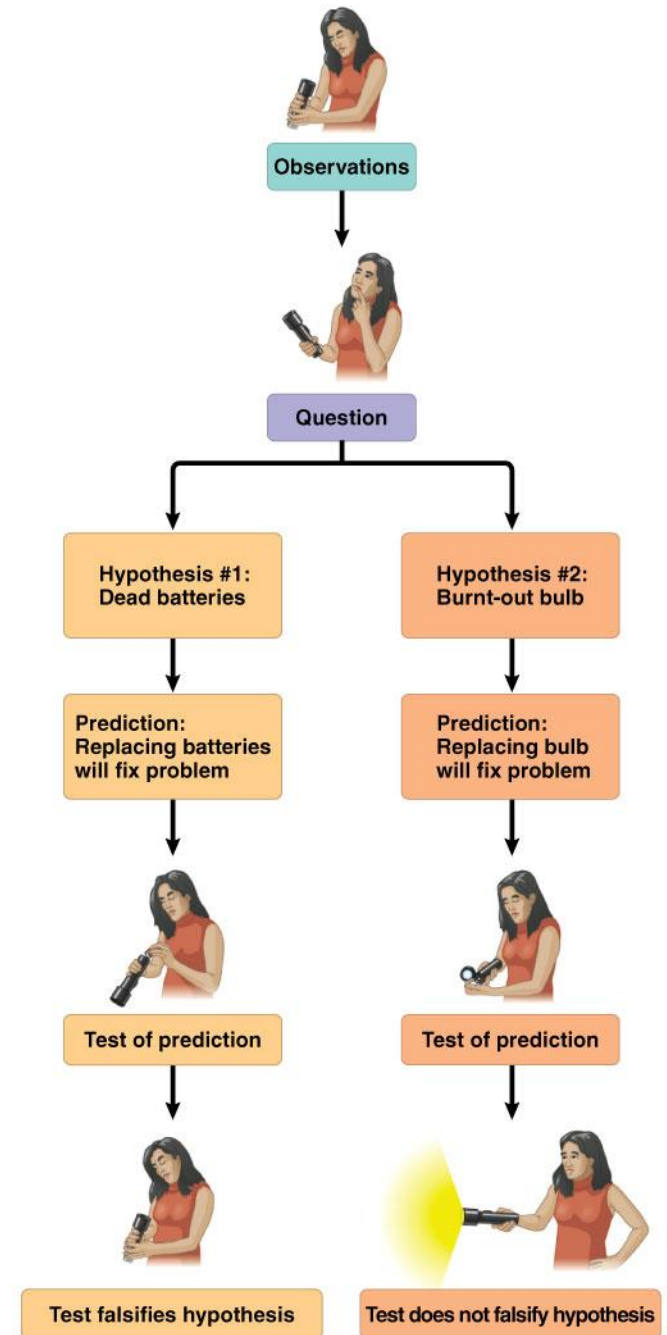 Observations
Question
Hypothesis #1:
Dead batteries
Hypothesis #2:
Burnt-out bulb
Prediction:
Replacing batteries
will fix problem
Prediction:
Replacing bulb
will fix problem
Test of prediction
Test of prediction
Test falsifies hypothesis
Test does not falsify hypothesis